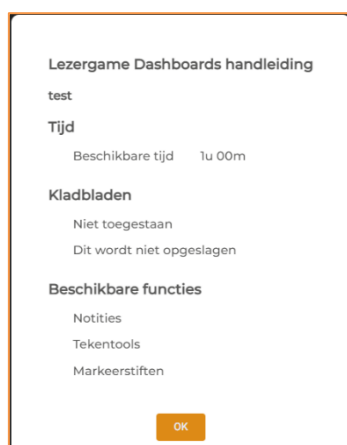 Lezergame Dashboards handleiding
test
Tijd
Beschikbare tijd 1u 00m
Kladbladen
Niet toegestaan
Dit wordt niet opgeslagen
Beschikbare functies
Notities
Tekentools
Markeerstiften
OK